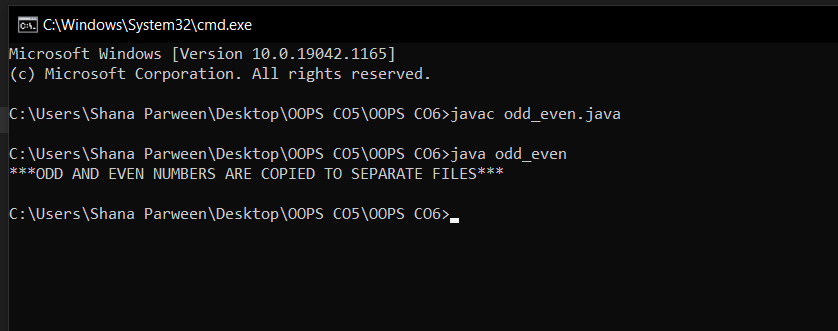 C:\Windows\System32\cmd.exe
Microsoft Windows [Version 10.0.19042.1165]
(c) Microsoft Corporation. All rights reserved.
C:\Users\Shana Parween\Desktop\OOPS CO5\OOPS CO6>javac odd_even.java
C:\Users\Shana Parween\Desktop\OOPS CO5\OOPS CO6>java odd_even
***ODD AND EVEN NUMBERS ARE COPIED TO SEPARATE FILES***
C:\Users\Shana Parween\Desktop\OOPS CO5\OOPS CO6>